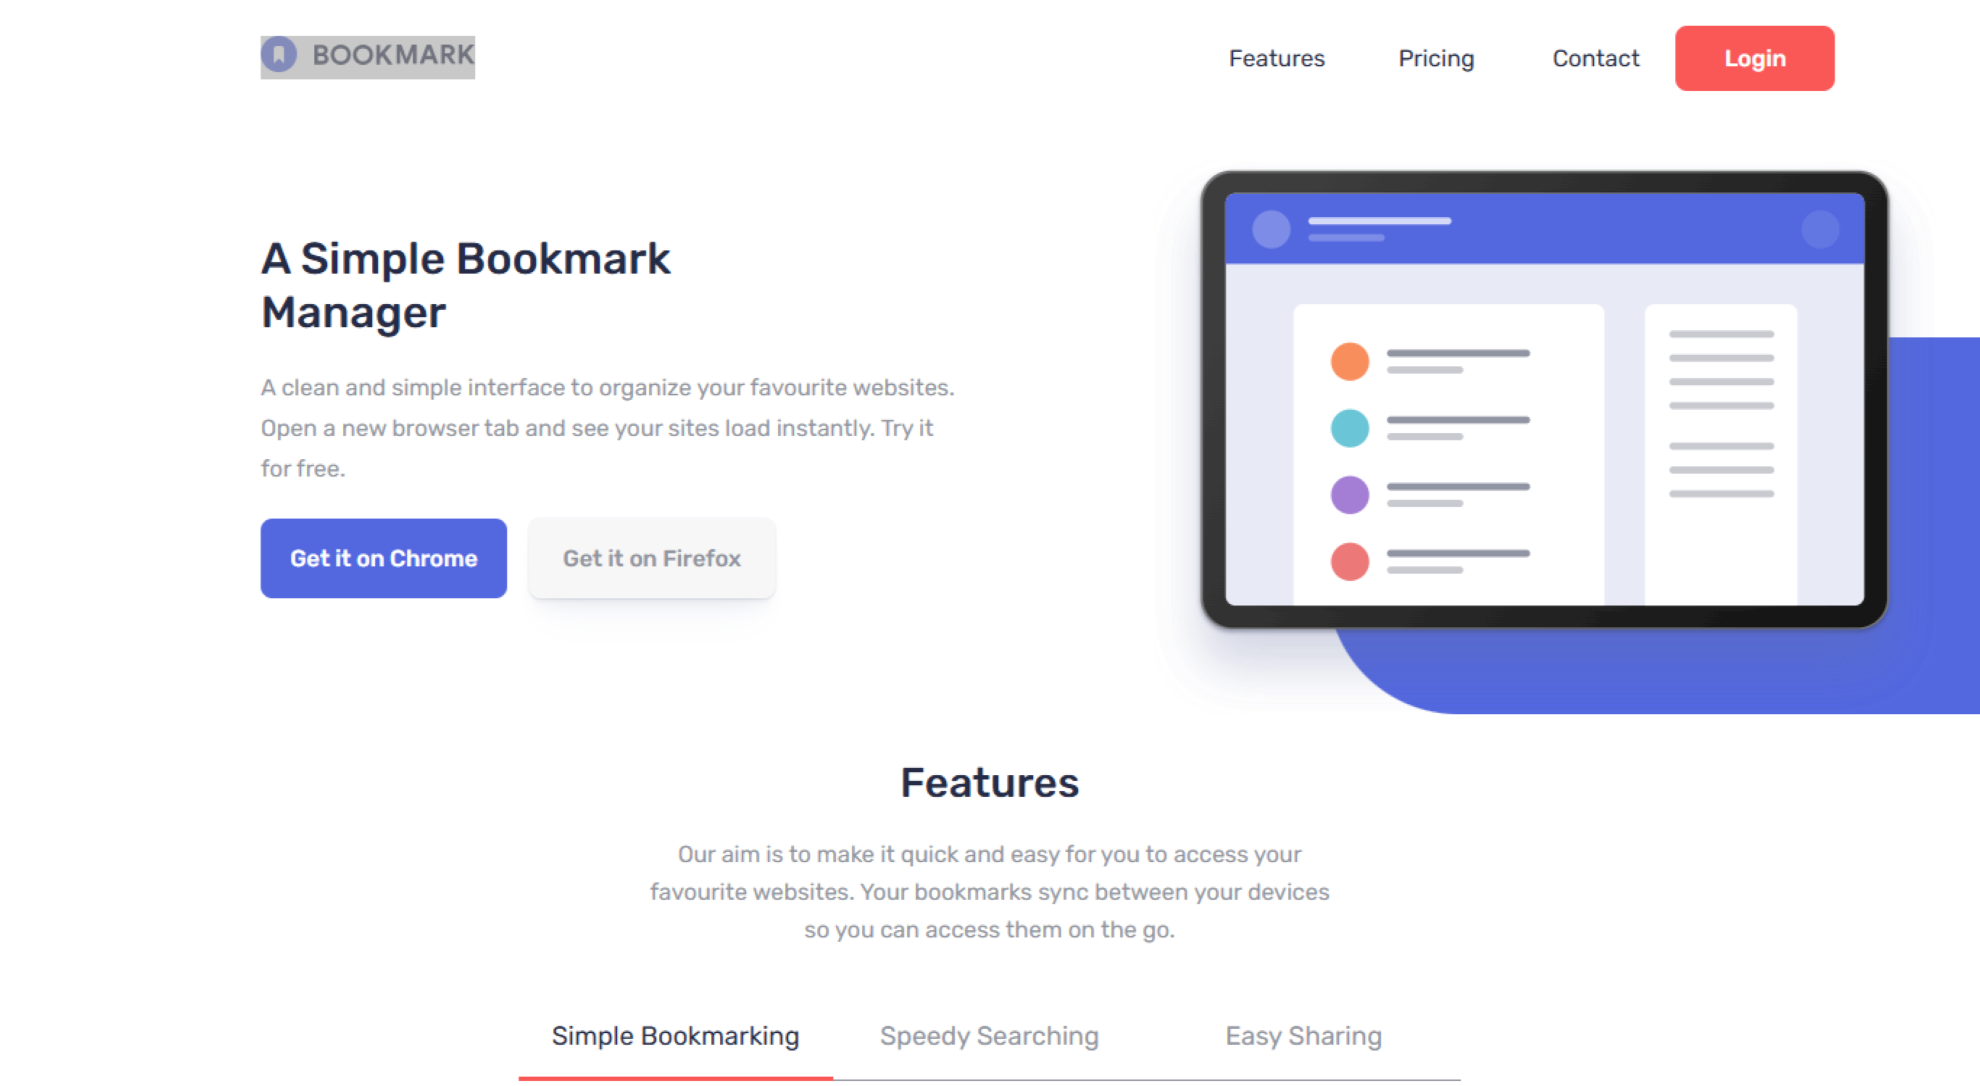 BOOKMARK
Features
Pricing
Contact
Login
A Simple Bookmark
Manager
A clean and simple interface to organize your favourite websites.
Open a new browser tab and see your sites load instantly. Try it
for free.
Get it on Chrome
Get it on Firefox
Features
Our aim is to make it quick and easy for you to access your
favourite websites. Your bookmarks sync between your devices
so you can access them on the go.
Simple Bookmarking
Speedy Searching
Easy Sharing